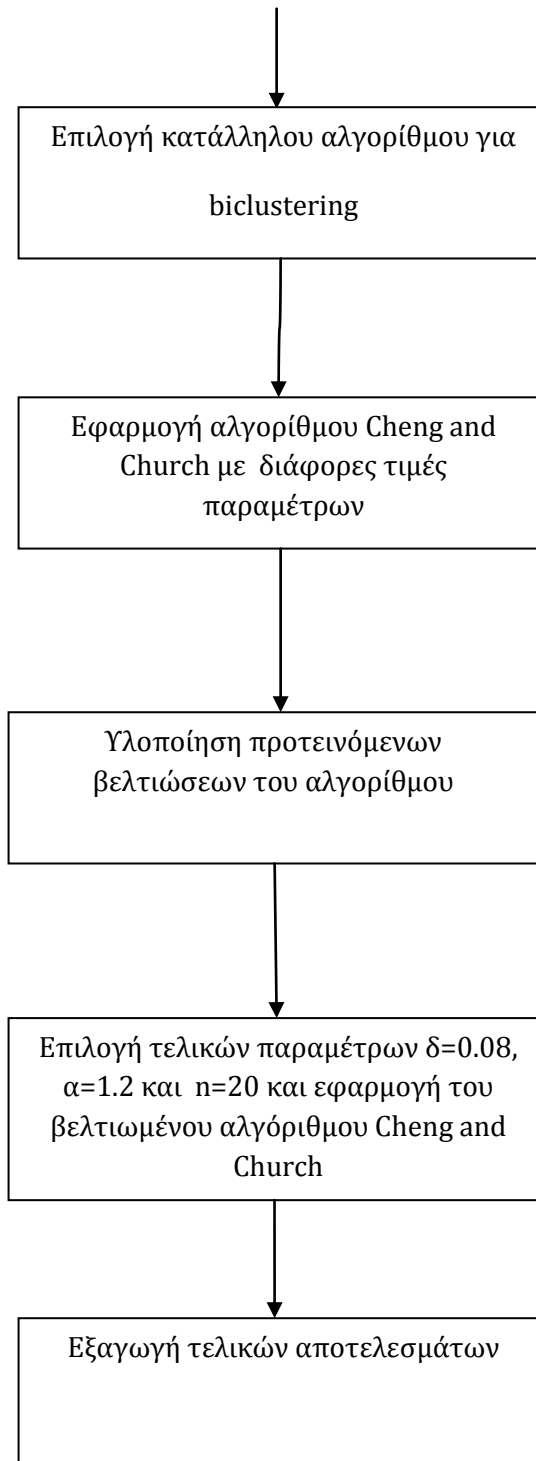 Επιλογή κατάλληλου αλγορίθμου για
biclustering
Εφαρμογή αλγορίθμου Cheng and
Church με διάφορες τιμές
παραμέτρων
Υλοποίηση προτεινόμενων
βελτιώσεων του αλγορίθμου
Επιλογή τελικών παραμέτρων δ=0.08,
α=1.2 και n=20 και εφαρμογή του
βελτιωμένου αλγόριθμου Cheng and
Church
Εξαγωγή τελικών αποτελεσμάτων